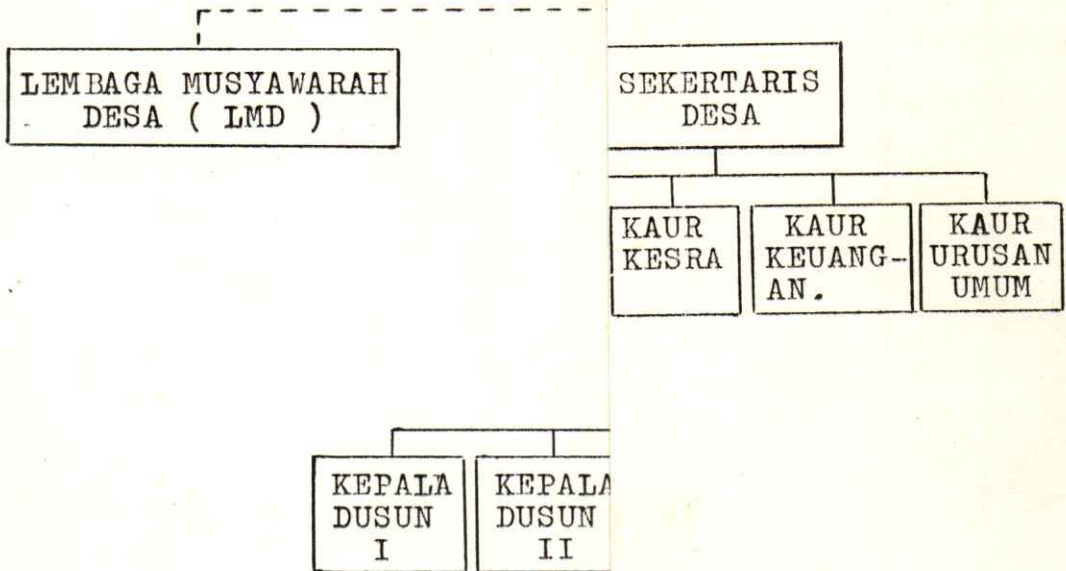 LEMBAGA MUSYAWARAH
DESA ( LMD )
SEKERTARIS
DESA
KAUR
KESRA
KAUR
KEUANG-
AN.
KAUR
URUSAN
UMUM
KEPALA
DUSUN
I
KEPALA
DUSUN
II